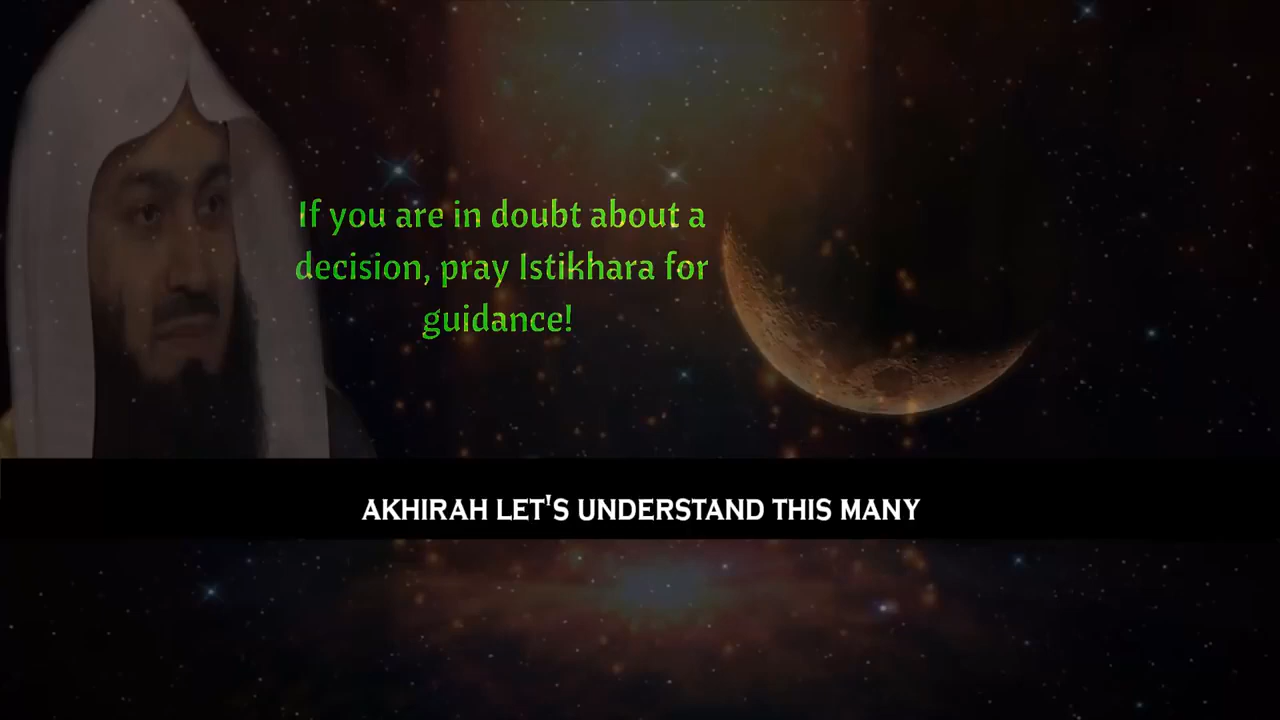 If you are in doubt about a
decision, pray Istikhara for
guidance!
AKHIRAH LET'S UNDERSTAND THIS MANY